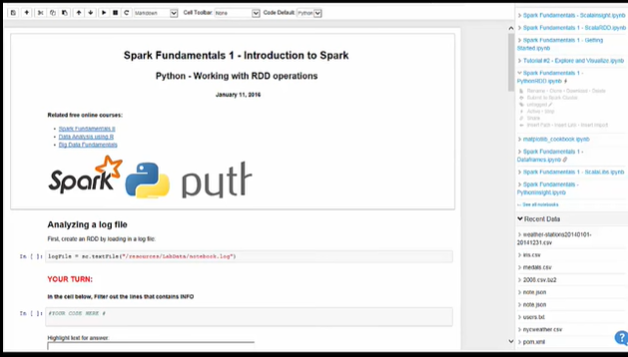 Markdown Cell Toolbar: None Code Default: Python
Spark Fundamentals 1 - Introduction to Spark
Python - Working with RDD operations
January 11, 2016
Related free online courses:
Spark Fundamentals II
Data Analysis using R
Big Data Fundamentals
Spark
Analyzing a log file
First, create an RDD by loading in a log file:
In [ ]: logFile = sc.textFile("/resources/LabData/notebook.log")
YOUR TURN:
In the cell below, Filter out the lines that contains INFO
In [ ]: #YOUR CODE HERE #
Highlight text for answer:
Spark Fundamentals - ScalaInsight.ipynb
Spark Fundamentals 1 - ScalaRDD.ipynb
Spark Fundamentals 1 - Getting
Started.ipynb
Tutorial #2 - Explore and Visualize.ipynb
Spark Fundamentals 1 -
PythonRDD.ipynb
matplotlib_cookbook.ipynb
Spark Fundamentals 1 -
Dataframes.ipynb
Spark Fundamentals 1 - ScalaLibs.ipynb
Spark Fundamentals -
PythonInsight.ipynb
Recent Data
weather-stations20140101-
20141231.csv
iris.csv
medals.csv
2008.csv.bz2
note.json
note.json
users.txt
nycweather.csv
pom.xml
?